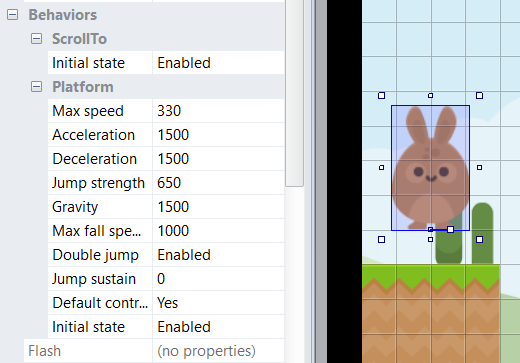 Behaviors
ScrollTo
Initial state Enabled
Platform
Max speed 330
Acceleration 1500
Deceleration 1500
Jump strength 650
Gravity 1500
Max fall spe... 1000
Double jump Enabled
Jump sustain 0
Default contr... Yes
Initial state Enabled
Flash (no properties)